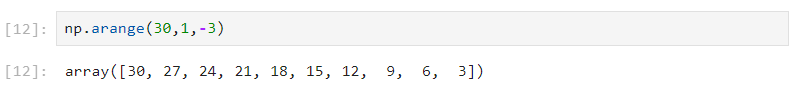 [12]: np.arange(30,1,-3)
[12]: array([30, 27, 24, 21, 18, 15, 12,  9,  6,  3])